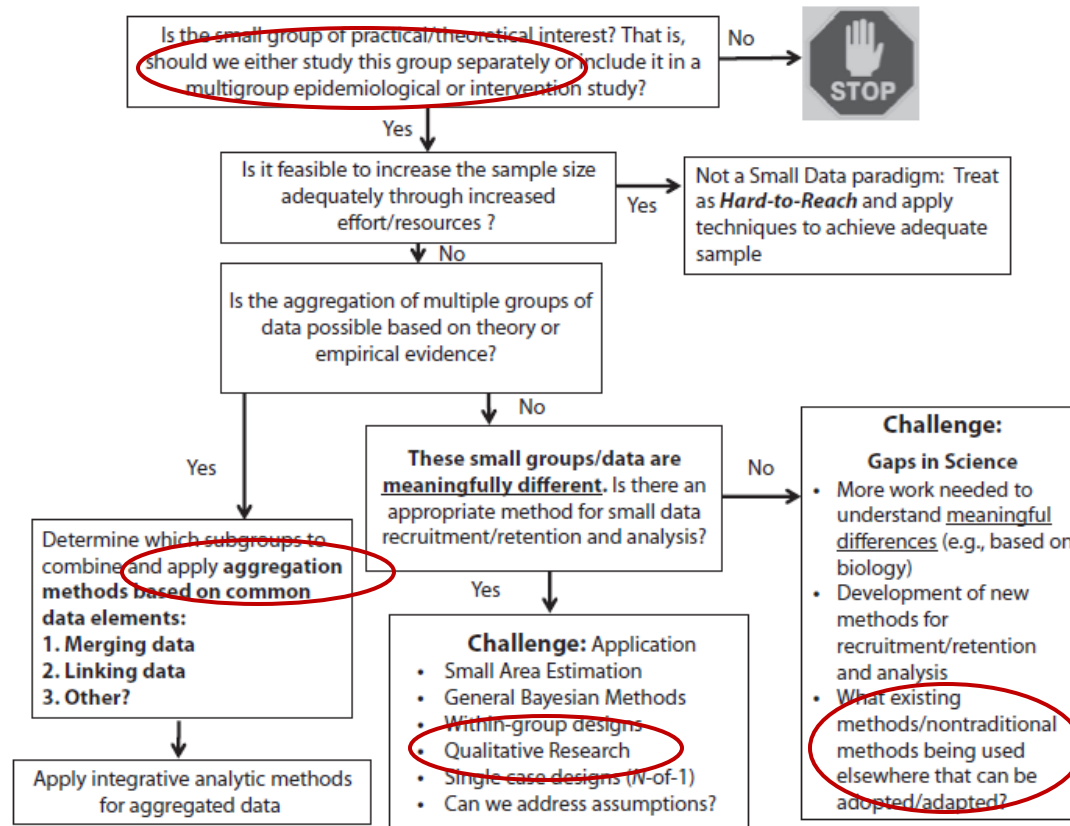 Is the small group of practical/theoretical interest? That is,
should we either study this group separately or include it in a
multigroup epidemiological or intervention study?
No
STOP
Yes
Is it feasible to increase the sample size
adequately through increased
effort/resources ?
Yes
Not a Small Data paradigm: Treat
as Hard-to-Reach and apply
techniques to achieve adequate
sample
No
Is the aggregation of multiple groups of
data possible based on theory or
empirical evidence?
Yes
No
These small groups/data are
meaningfully different. Is there an
appropriate method for small data
recruitment/retention and analysis?
No
Challenge:
Gaps in Science
• More work needed to
understand meaningful
differences (e.g., based on
biology)
• Development of new
methods for
recruitment/retention
and analysis
• What existing
methods/nontraditional
methods being used
elsewhere that can be
adopted/adapted?
Determine which subgroups to
combine and apply aggregation
methods based on common
data elements:
1. Merging data
2. Linking data
3. Other?
Yes
Challenge: Application
• Small Area Estimation
• General Bayesian Methods
• Within-group designs
• Qualitative Research
• Single case designs (N-of-1)
• Can we address assumptions?
Apply integrative analytic methods
for aggregated data